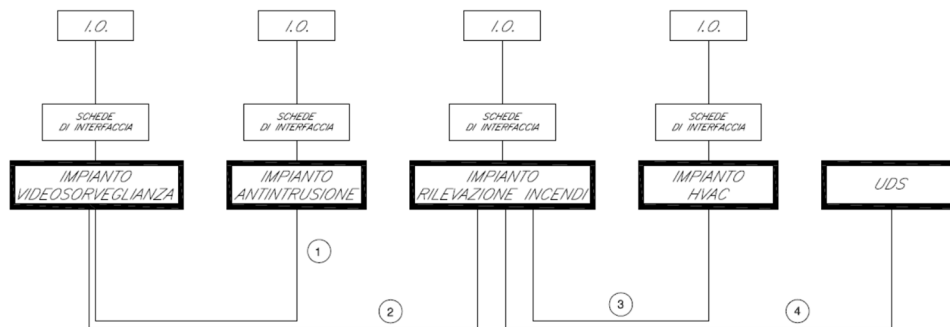 I.O.
I.O.
I.O.
I.O.
SCHEDE
DI INTERFACCIA
SCHEDE
DI INTERFACCIA
SCHEDE
DI INTERFACCIA
SCHEDE
DI INTERFACCIA
IMPIANTO
VIDEOSORVEGLIANZA
IMPIANTO
ANTINTRUSIONE
IMPIANTO
RILEVAZIONE INCENDI
IMPIANTO
HVAC
UDS
1
2
3
4